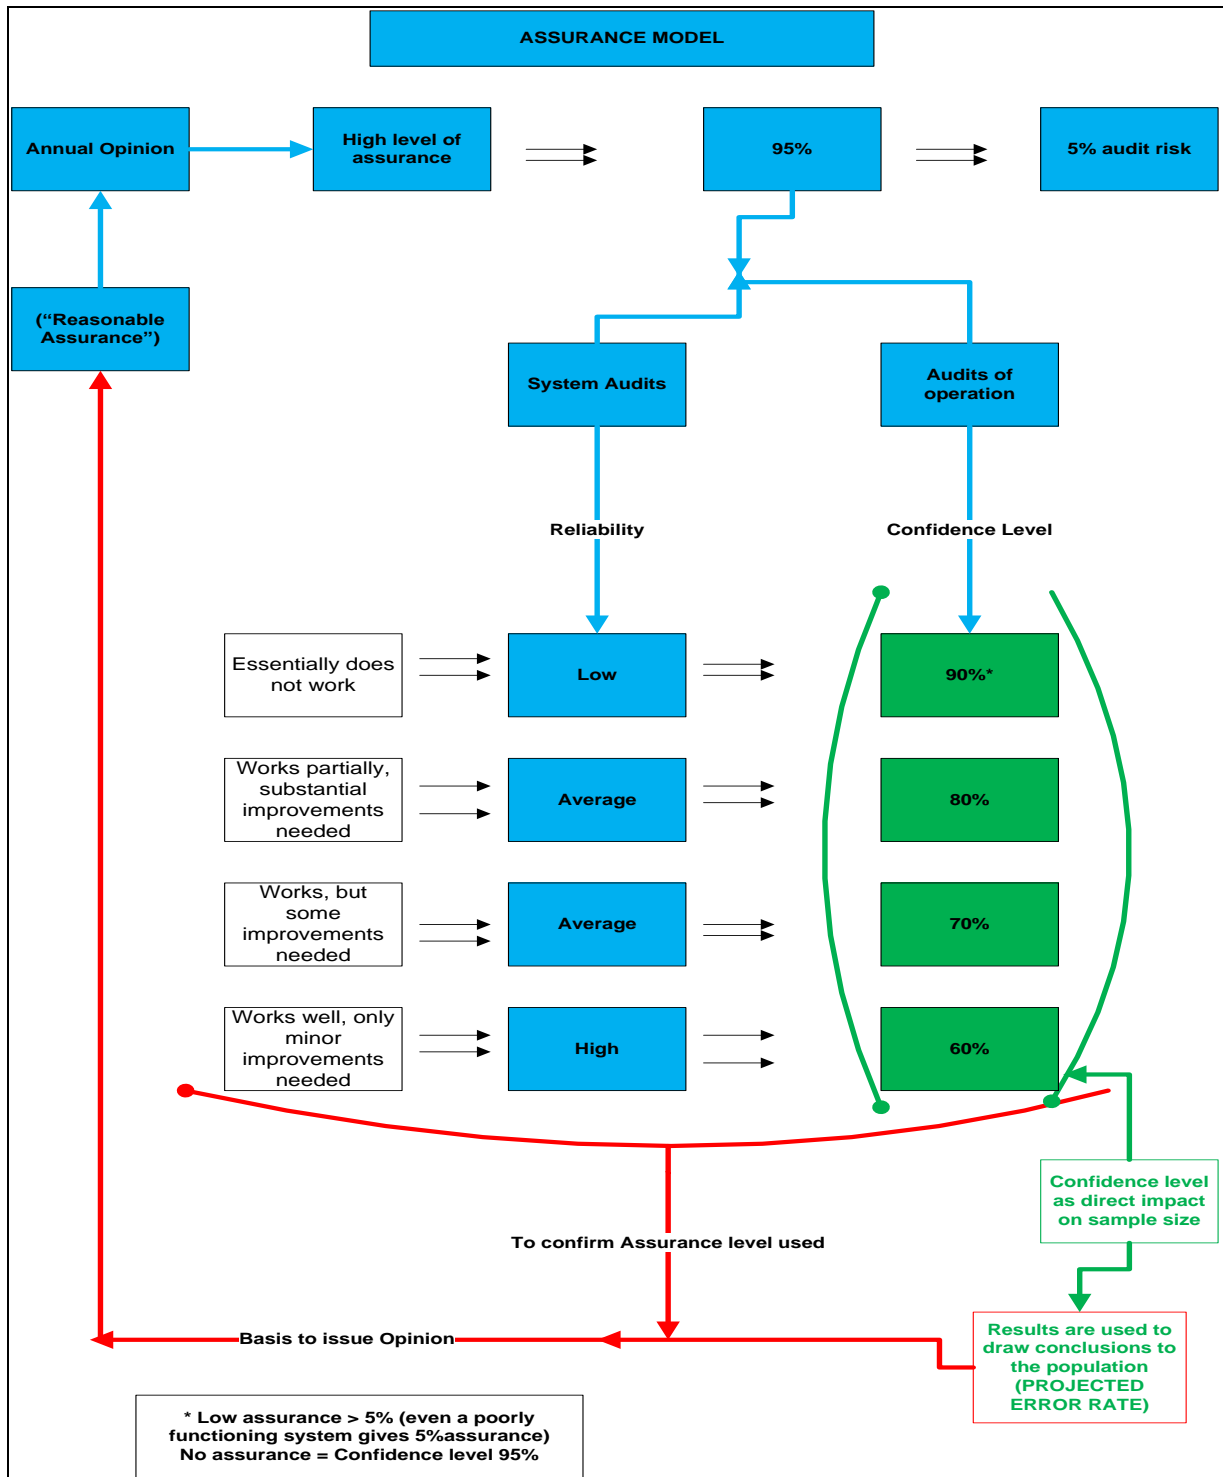 ASSURANCE MODEL
Annual Opinion
High level of
assurance
95%
5% audit risk
(“Reasonable
Assurance”)
System Audits
Audits of
operation
Reliability
Confidence Level
Essentially does
not work
Low
90%*
Works partially,
substantial
improvements
needed
Average
80%
Works, but
some
improvements
needed
Average
70%
Works well, only
minor
improvements
needed
High
60%
Confidence level
as direct impact
on sample size
To confirm Assurance level used
Basis to issue Opinion
Results are used to
draw conclusions to
the population
(PROJECTED
ERROR RATE)
* Low assurance > 5% (even a poorly
functioning system gives 5%assurance)
No assurance = Confidence level 95%